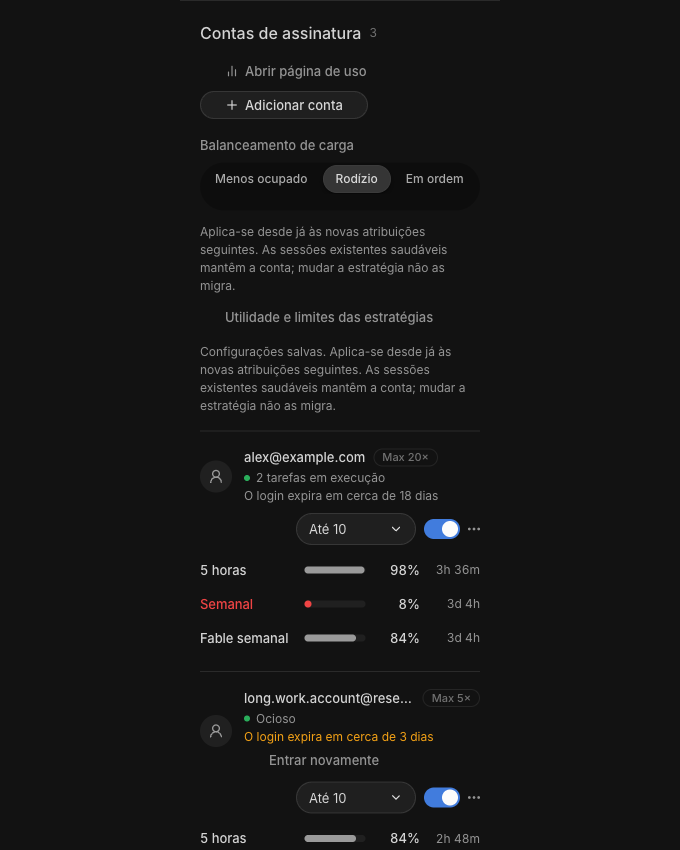 Contas de assinatura 3
Abrir página de uso
Adicionar conta
Balanceamento de carga
Menos ocupado Rodízio Em ordem
Aplica-se desde já às novas atribuições
seguintes. As sessões existentes saudáveis
mantêm a conta; mudar a estratégia não as
migra.
Utilidade e limites das estratégias
Configurações salvas. Aplica-se desde já às
novas atribuições seguintes. As sessões
existentes saudáveis mantêm a conta; mudar a
estratégia não as migra.
alex@example.com Max 20×
2 tarefas em execução
O login expira em cerca de 18 dias
Até 10
5 horas 98% 3h 36m
Semanal 8% 3d 4h
Fable semanal 84% 3d 4h
long.work.account@rese... Max 5×
Ocioso
O login expira em cerca de 3 dias
Entrar novamente
Até 10
5 horas 84% 2h 48m